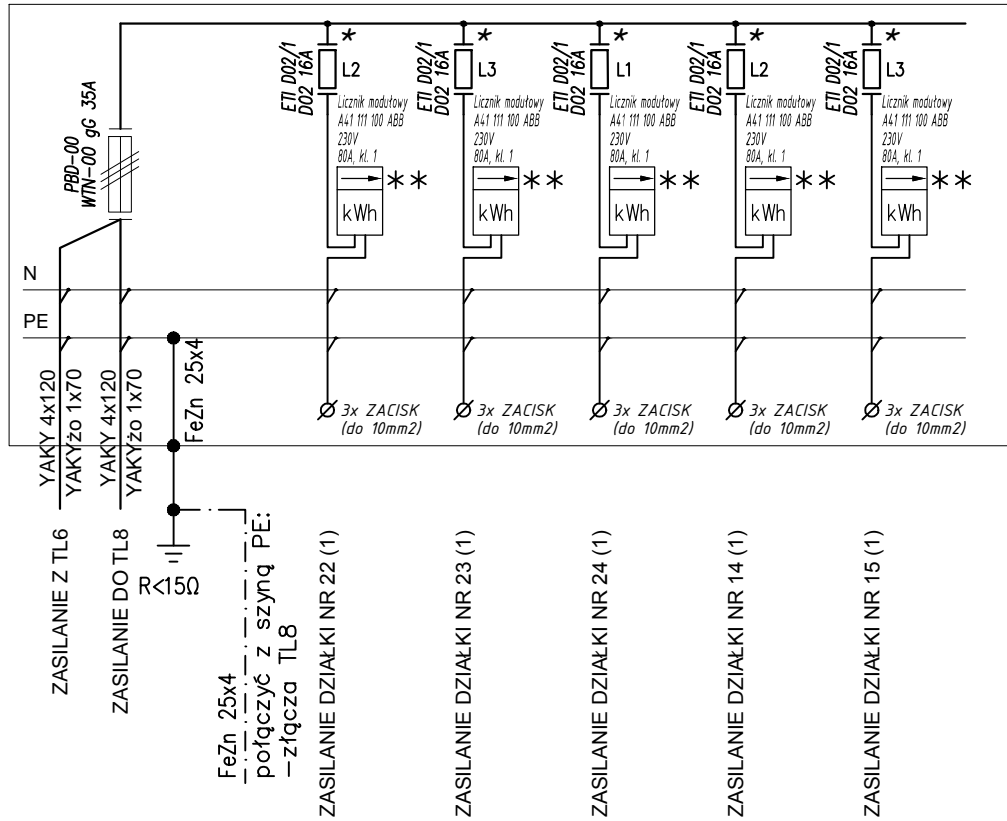 PBD-00
WTN-00 gG 35A
ETI D02/1
D02 16A
*
L2
Licznik modułowy
A41 111 100 ABB
230V
80A, kl. 1
kWh
**
3x ZACISK
(do 10mm2)
ETI D02/1
D02 16A
*
L3
Licznik modułowy
A41 111 100 ABB
230V
80A, kl. 1
kWh
**
3x ZACISK
(do 10mm2)
ETI D02/1
D02 16A
*
L1
Licznik modułowy
A41 111 100 ABB
230V
80A, kl. 1
kWh
**
3x ZACISK
(do 10mm2)
ETI D02/1
D02 16A
*
L2
Licznik modułowy
A41 111 100 ABB
230V
80A, kl. 1
kWh
**
3x ZACISK
(do 10mm2)
ETI D02/1
D02 16A
*
L3
Licznik modułowy
A41 111 100 ABB
230V
80A, kl. 1
kWh
**
3x ZACISK
(do 10mm2)
N
PE
YAKY 4x120
YAKYżo 1x70
YAKY 4x120
YAKYżo 1x70
FeZn 25x4
ZASILANIE Z TL6
ZASILANIE DO TL8
R<15Ω
FeZn 25x4
połączyć z szyną PE:
-złącza TL8
ZASILANIE DZIAŁKI NR 22 (1)
ZASILANIE DZIAŁKI NR 23 (1)
ZASILANIE DZIAŁKI NR 24 (1)
ZASILANIE DZIAŁKI NR 14 (1)
ZASILANIE DZIAŁKI NR 15 (1)